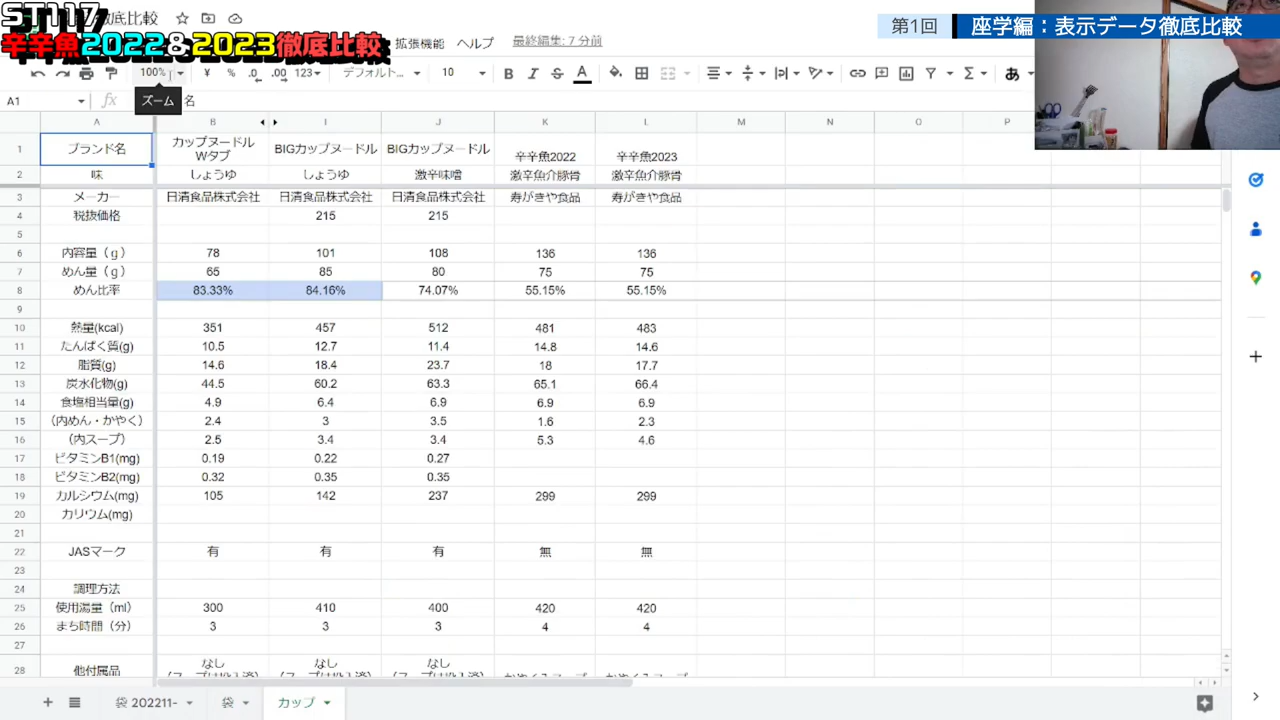 ST117
徹底比較
辛辛魚2022&2023徹底比較
拡張機能 ヘルプ 最終編集: 7 分前
第1回 座学編：表示データ徹底比較
100% ¥ % .0 .00 123 デフォルト... 10 B I S A あ
A1 fx 名
ズーム
A B I J K L M N O P
1 ブランド名 カップヌードル BIGカップヌードル BIGカップヌードル 辛辛魚2022 辛辛魚2023
Wタブ
2 味 しょうゆ しょうゆ 激辛味噌 激辛魚介豚骨 激辛魚介豚骨
3 メーカー 日清食品株式会社 日清食品株式会社 日清食品株式会社 寿がきや食品 寿がきや食品
4 税抜価格 215 215
5
6 内容量（ｇ） 78 101 108 136 136
7 めん量（ｇ） 65 85 80 75 75
8 めん比率 83.33% 84.16% 74.07% 55.15% 55.15%
9
10 熱量(kcal) 351 457 512 481 483
11 たんぱく質(g) 10.5 12.7 11.4 14.8 14.6
12 脂質(g) 14.6 18.4 23.7 18 17.7
13 炭水化物(g) 44.5 60.2 63.3 65.1 66.4
14 食塩相当量(g) 4.9 6.4 6.9 6.9 6.9
15 （内めん・かやく） 2.4 3 3.5 1.6 2.3
16 （内スープ） 2.5 3.4 3.4 5.3 4.6
17 ビタミンB1(mg) 0.19 0.22 0.27
18 ビタミンB2(mg) 0.32 0.35 0.35
19 カルシウム(mg) 105 142 237 299 299
20 カリウム(mg)
21
22 JASマーク 有 有 有 無 無
23
24 調理方法
25 使用湯量（ml） 300 410 400 420 420
26 まち時間（分） 3 3 3 4 4
27
28 他付属品 なし なし なし
袋 202211- 袋 カップ